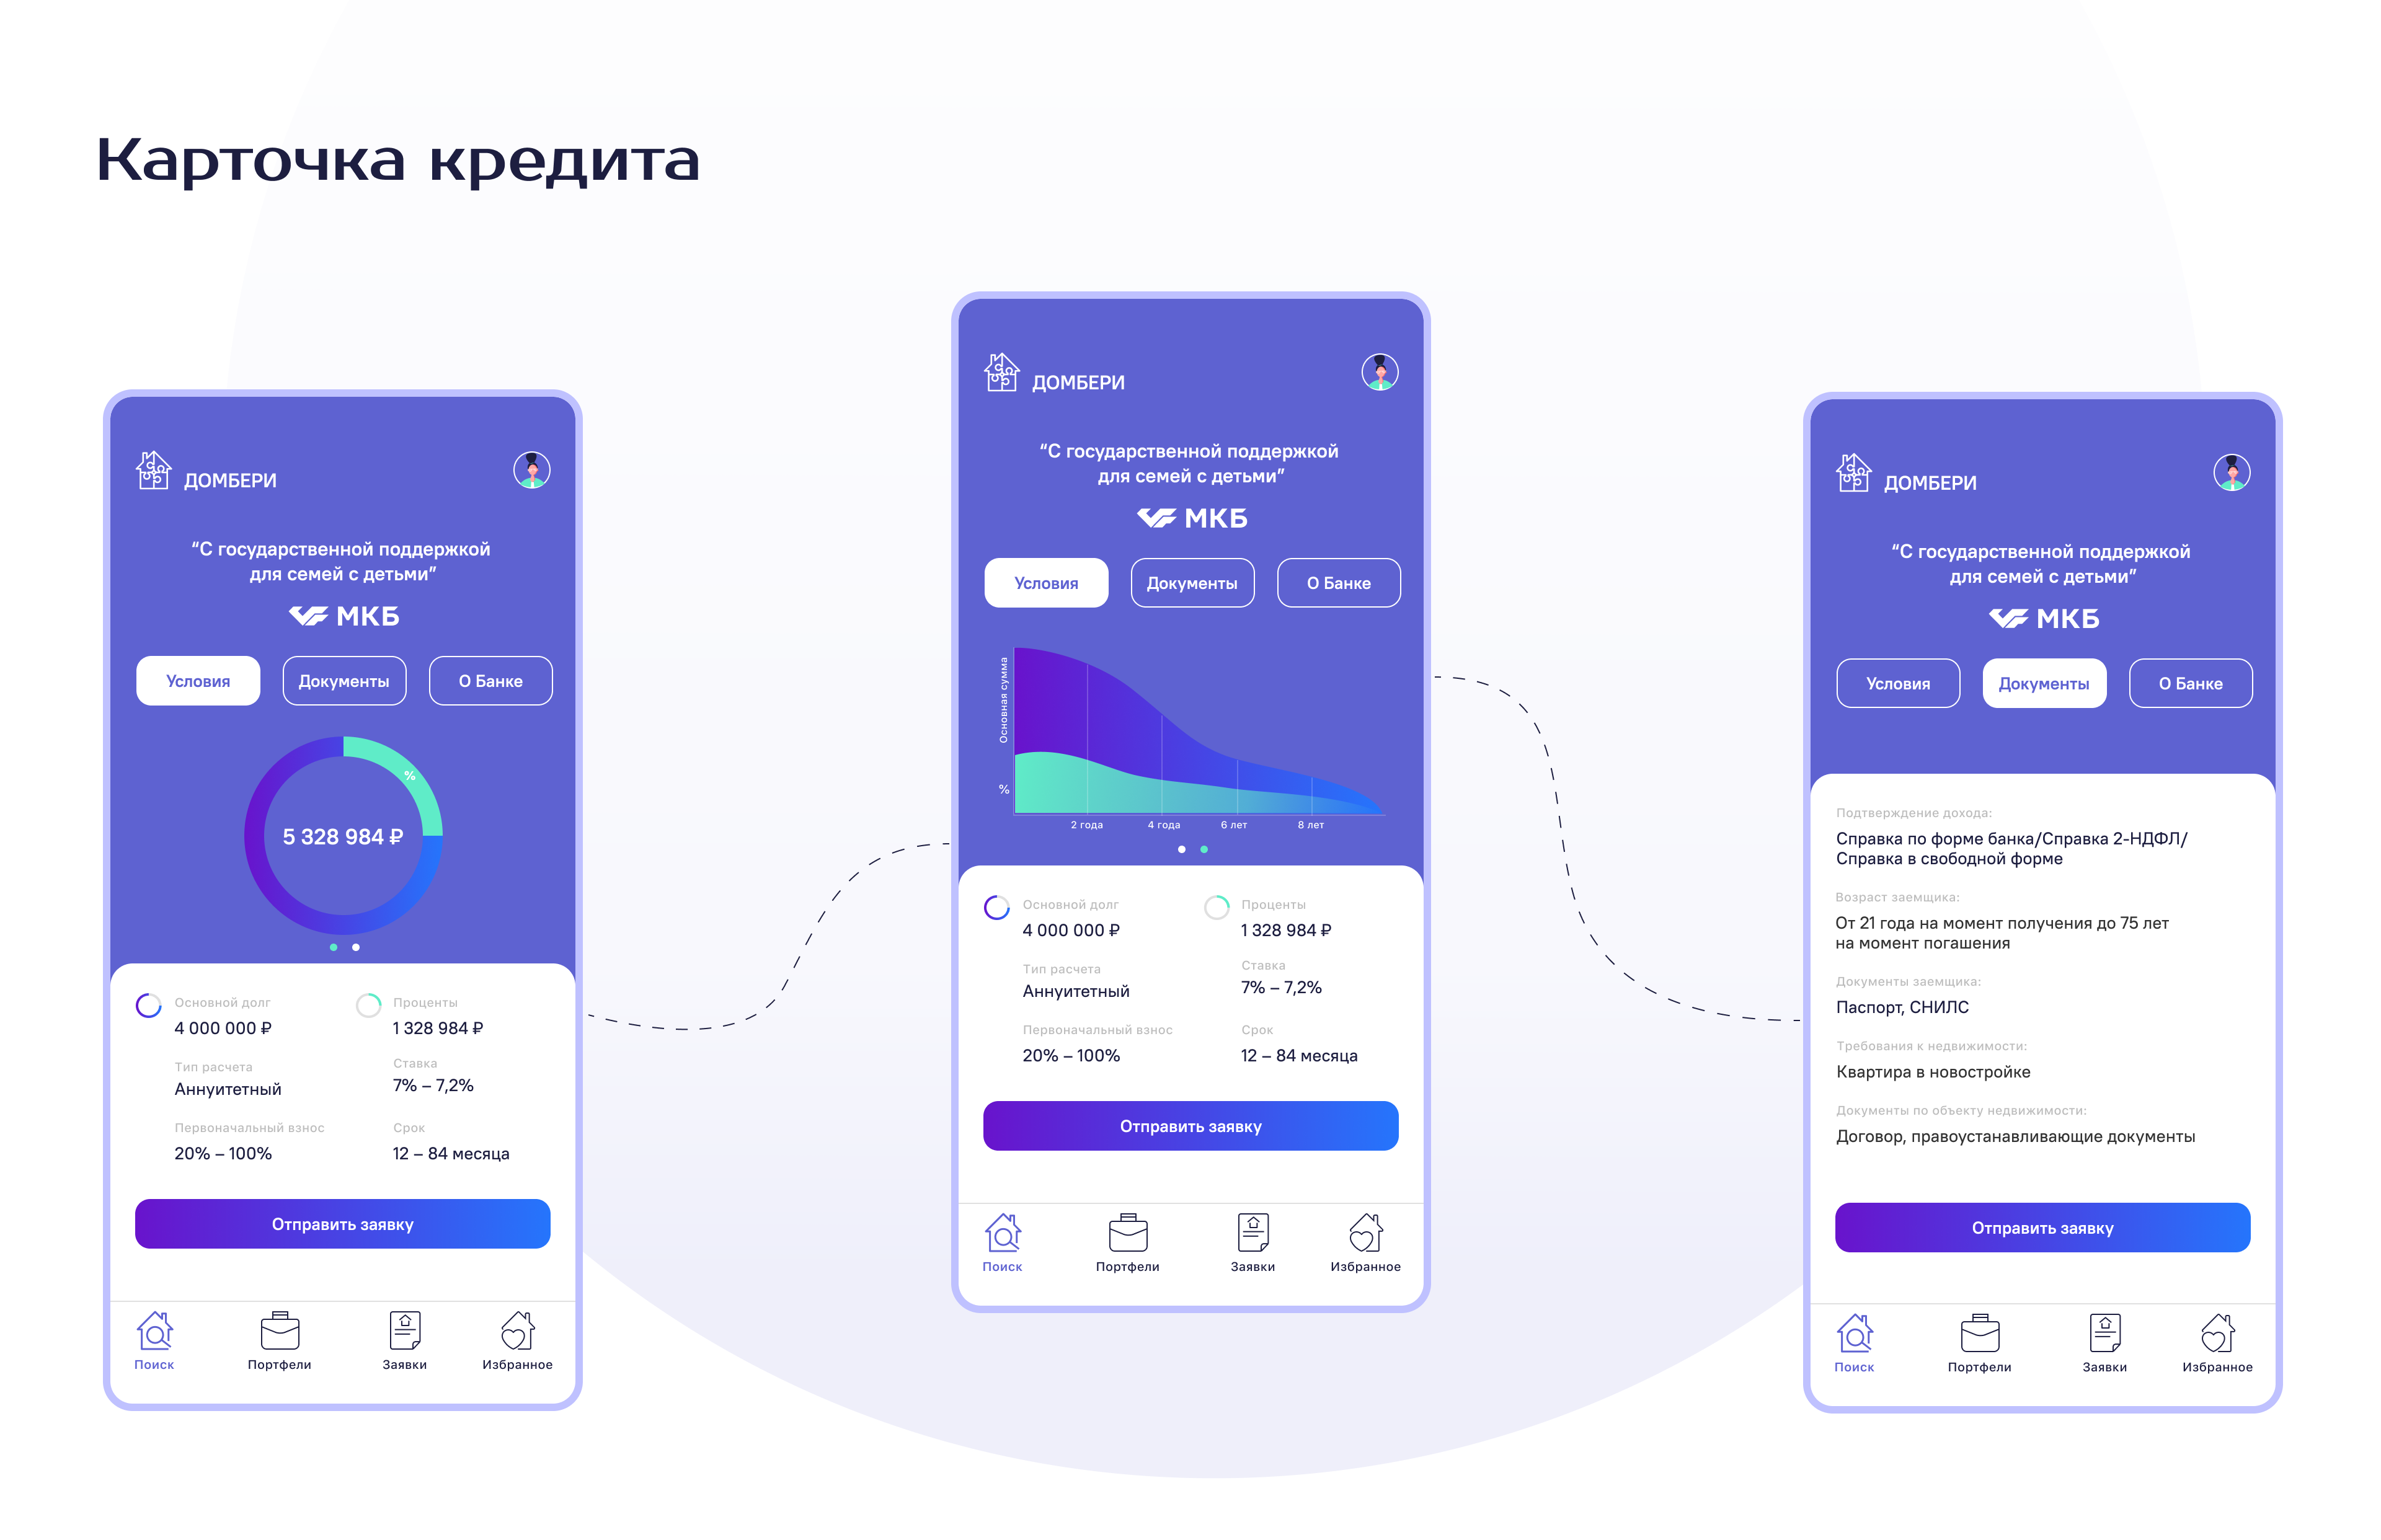 Карточка кредита
ДОМБЕРИ
“С государственной поддержкой
для семей с детьми”
МКБ
Условия
Документы
О Банке
%
5 328 984 ₽
Основной долг
4 000 000 ₽
Проценты
1 328 984 ₽
Тип расчета
Аннуитетный
Ставка
7% – 7,2%
Первоначальный взнос
20% – 100%
Срок
12 – 84 месяца
Отправить заявку
Поиск
Портфели
Заявки
Избранное
ДОМБЕРИ
“С государственной поддержкой
для семей с детьми”
МКБ
Условия
Документы
О Банке
Основная сумма
%
2 года
4 года
6 лет
8 лет
Основной долг
4 000 000 ₽
Проценты
1 328 984 ₽
Тип расчета
Аннуитетный
Ставка
7% – 7,2%
Первоначальный взнос
20% – 100%
Срок
12 – 84 месяца
Отправить заявку
Поиск
Портфели
Заявки
Избранное
ДОМБЕРИ
“С государственной поддержкой
для семей с детьми”
МКБ
Условия
Документы
О Банке
Подтверждение дохода:
Справка по форме банка/Справка 2-НДФЛ/
Справка в свободной форме
Возраст заемщика:
От 21 года на момент получения до 75 лет
на момент погашения
Документы заемщика:
Паспорт, СНИЛС
Требования к недвижимости:
Квартира в новостройке
Документы по объекту недвижимости:
Договор, правоустанавливающие документы
Отправить заявку
Поиск
Портфели
Заявки
Избранное